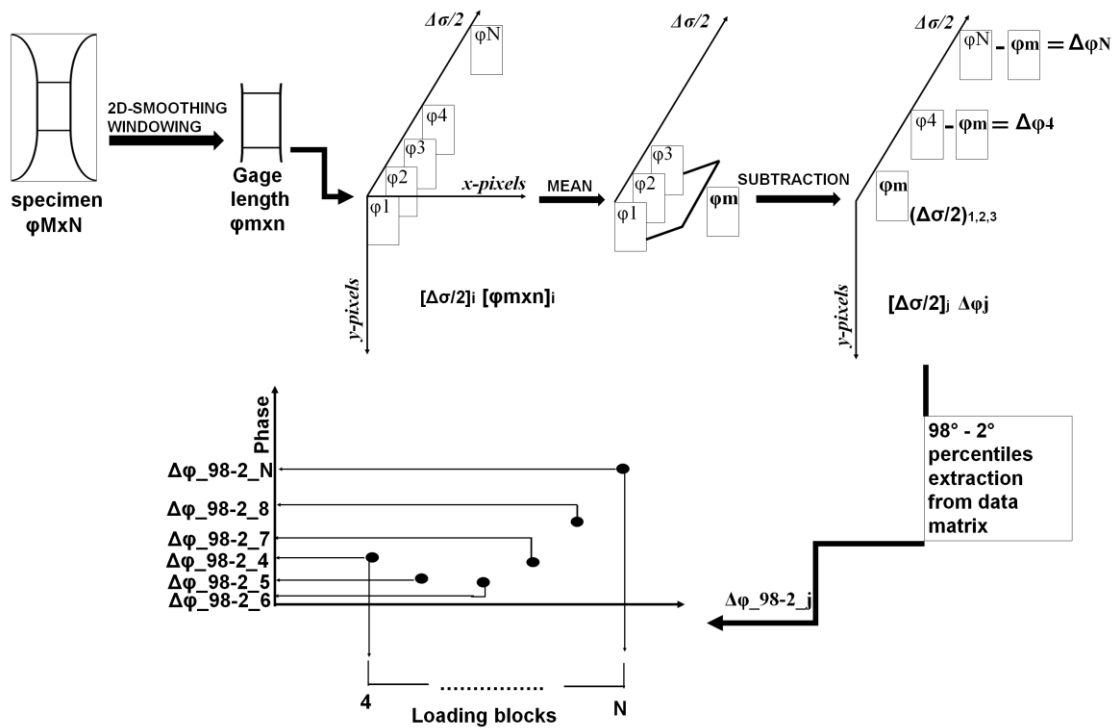 specimen
φMxN
2D-SMOOTHING
WINDOWING
Gage
length
φmxn
Δσ/2
φN
φ4
φ3
φ2
φ1
x-pixels
y-pixels
[Δσ/2]i [φmxn]i
MEAN
Δσ/2
φ3
φ2
φ1
φm
SUBTRACTION
Δσ/2
φN - φm = ΔφN
φ4 - φm = Δφ4
φm
(Δσ/2)1,2,3
y-pixels
[Δσ/2]j Δφj
98° - 2°
percentiles
extraction
from data
matrix
Δφ_98-2_j
Phase
Δφ_98-2_N
Δφ_98-2_8
Δφ_98-2_7
Δφ_98-2_4
Δφ_98-2_5
Δφ_98-2_6
4 ............... N
Loading blocks